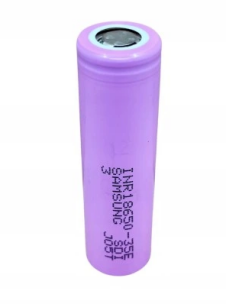 INR18650-35E
SAMSUNG SDI
3 J05T